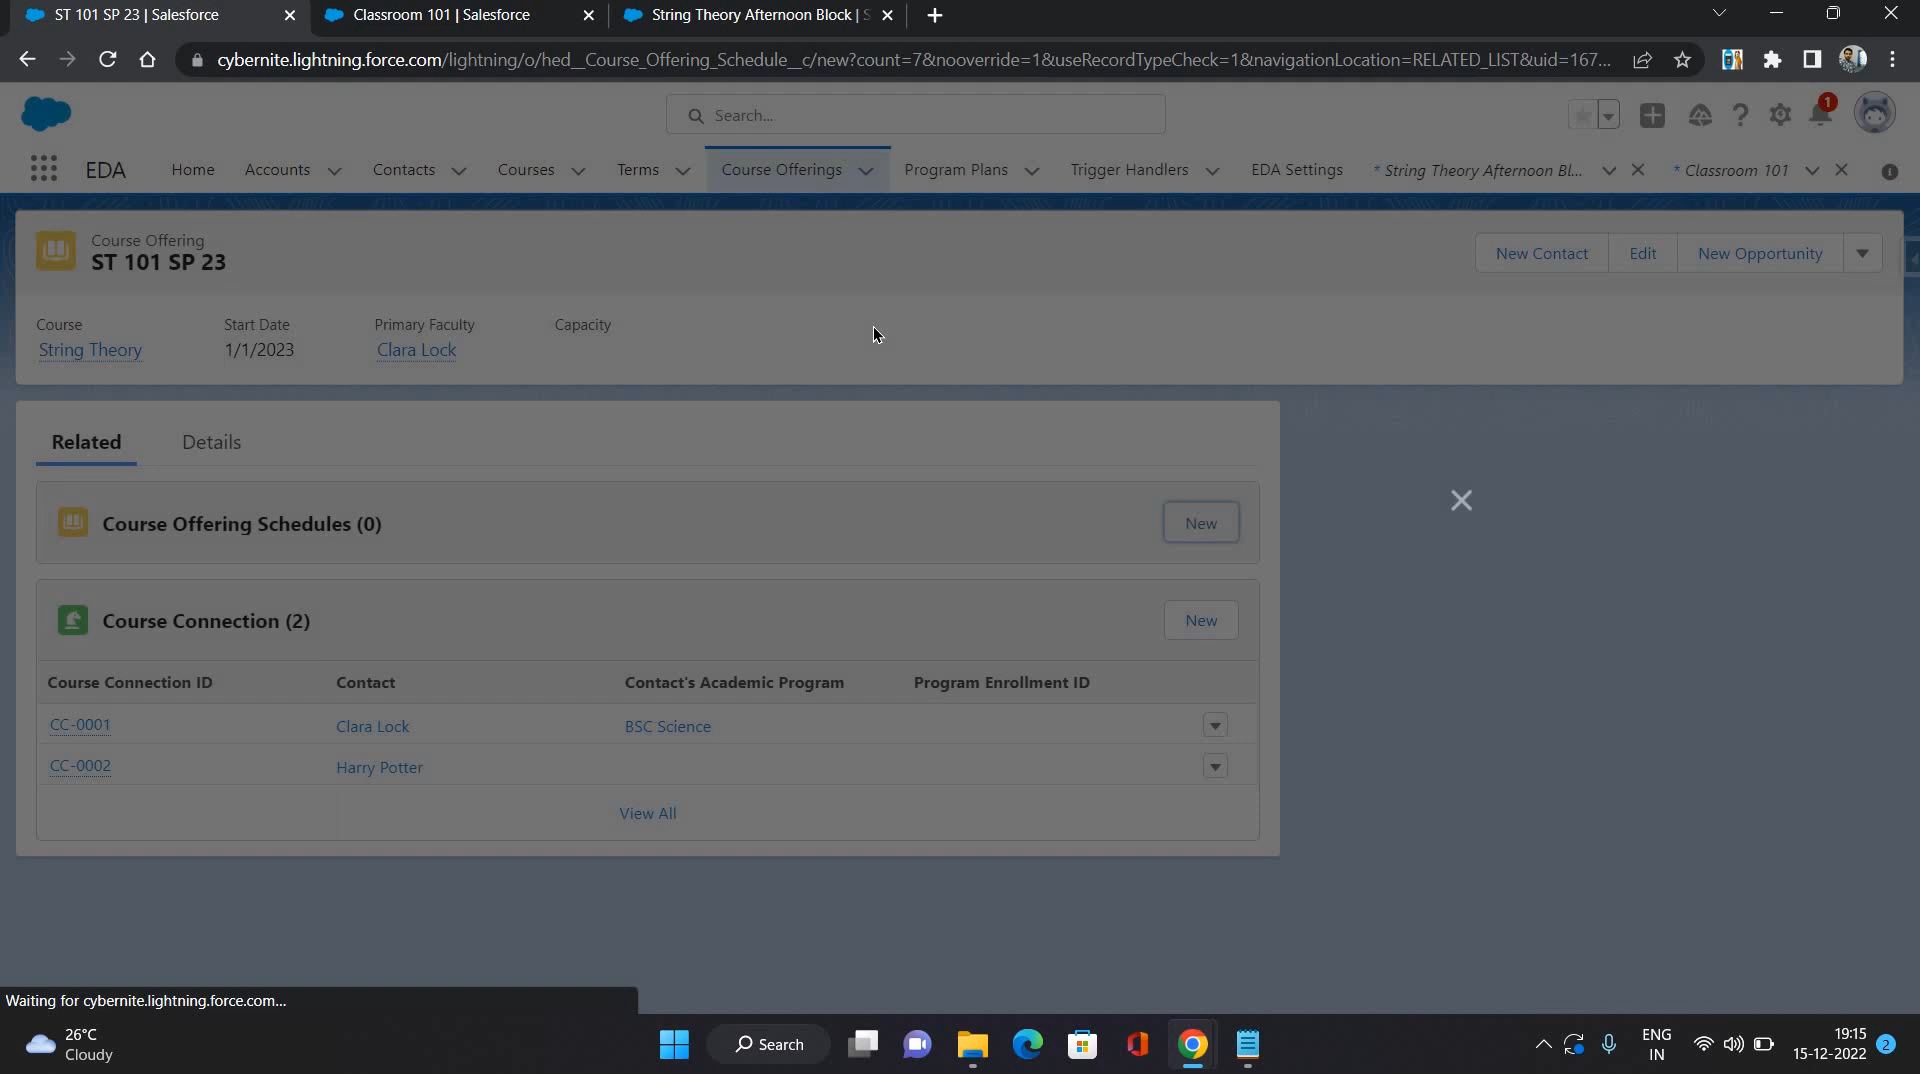 ST 101 SP 23 | Salesforce
Classroom 101 | Salesforce
String Theory Afternoon Block | S
cybernite.lightning.force.com/lightning/o/hed__Course_Offering_Schedule__c/new?count=7&nooverride=1&useRecordTypeCheck=1&navigationLocation=RELATED_LIST&uid=167...
Search...
1
EDA
Home
Accounts
Contacts
Courses
Terms
Course Offerings
Program Plans
Trigger Handlers
EDA Settings
* String Theory Afternoon Bl...
* Classroom 101
Course Offering
ST 101 SP 23
New Contact
Edit
New Opportunity
Course
Start Date
Primary Faculty
Capacity
String Theory
1/1/2023
Clara Lock
Related
Details
Course Offering Schedules (0)
New
Course Connection (2)
New
Course Connection ID
Contact
Contact's Academic Program
Program Enrollment ID
CC-0001
Clara Lock
BSC Science
CC-0002
Harry Potter
View All
Waiting for cybernite.lightning.force.com...
26°C
Cloudy
Search
ENG
IN
19:15
15-12-2022
2